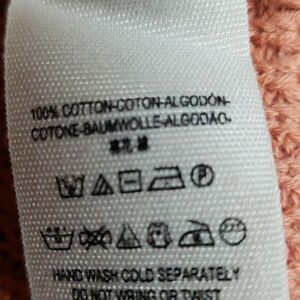 100% COTTON-COTON-ALGODÓN-
COTONE-BAUMWOLLE-ALGODÃO-
HAND WASH COLD SEPARATELY
DO NOT WRING OR TWIST